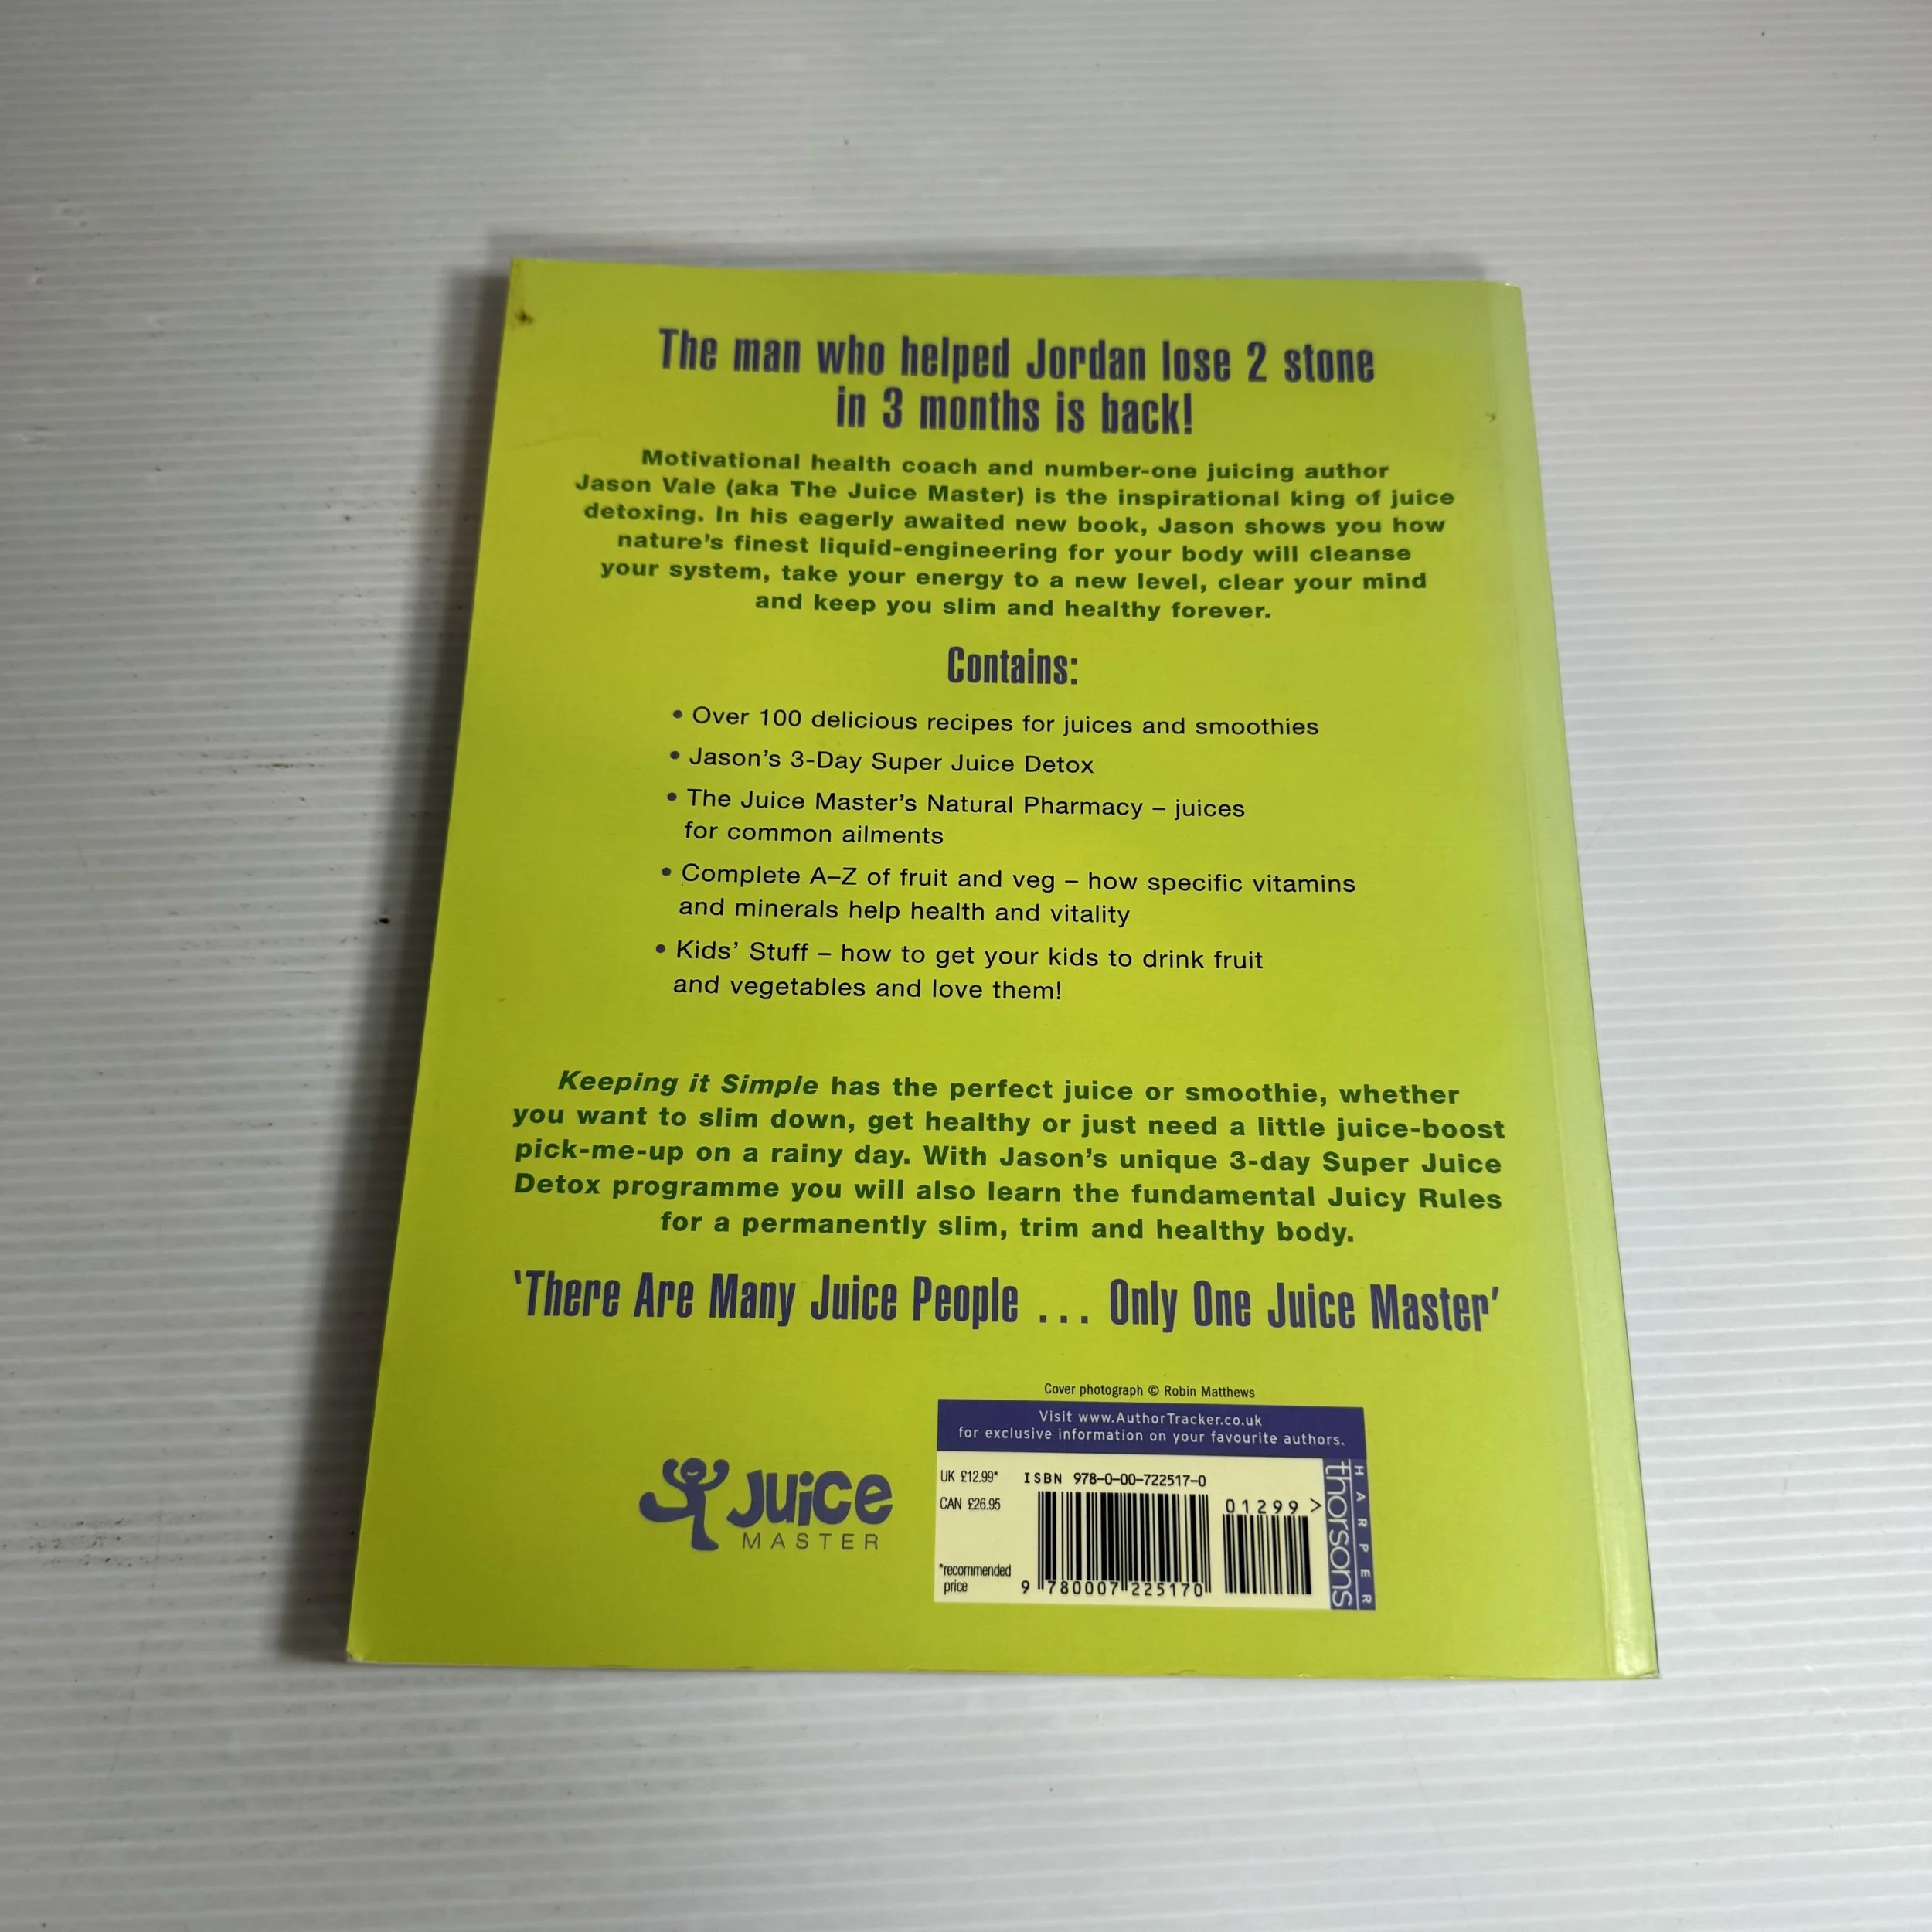 The man who helped Jordan lose 2 stone
in 3 months is back!
Motivational health coach and number-one juicing author
Jason Vale (aka The Juice Master) is the inspirational king of juice
detoxing. In his eagerly awaited new book, Jason shows you how
nature's finest liquid-engineering for your body will cleanse
your system, take your energy to a new level, clear your mind
and keep you slim and healthy forever.
Contains:
• Over 100 delicious recipes for juices and smoothies
• Jason's 3-Day Super Juice Detox
• The Juice Master's Natural Pharmacy – juices
for common ailments
• Complete A–Z of fruit and veg – how specific vitamins
and minerals help health and vitality
• Kids' Stuff – how to get your kids to drink fruit
and vegetables and love them!
Keeping it Simple has the perfect juice or smoothie, whether
you want to slim down, get healthy or just need a little juice-boost
pick-me-up on a rainy day. With Jason's unique 3-day Super Juice
Detox programme you will also learn the fundamental Juicy Rules
for a permanently slim, trim and healthy body.
'There Are Many Juice People ... Only One Juice Master'
Cover photograph © Robin Matthews
Visit www.AuthorTracker.co.uk
for exclusive information on your favourite authors.
Juice
MASTER
UK £12.99*
CAN £26.95
*recommended
price
ISBN 978-0-00-722517-0
01299 >
9 780007 225170
HARPER
thorsons